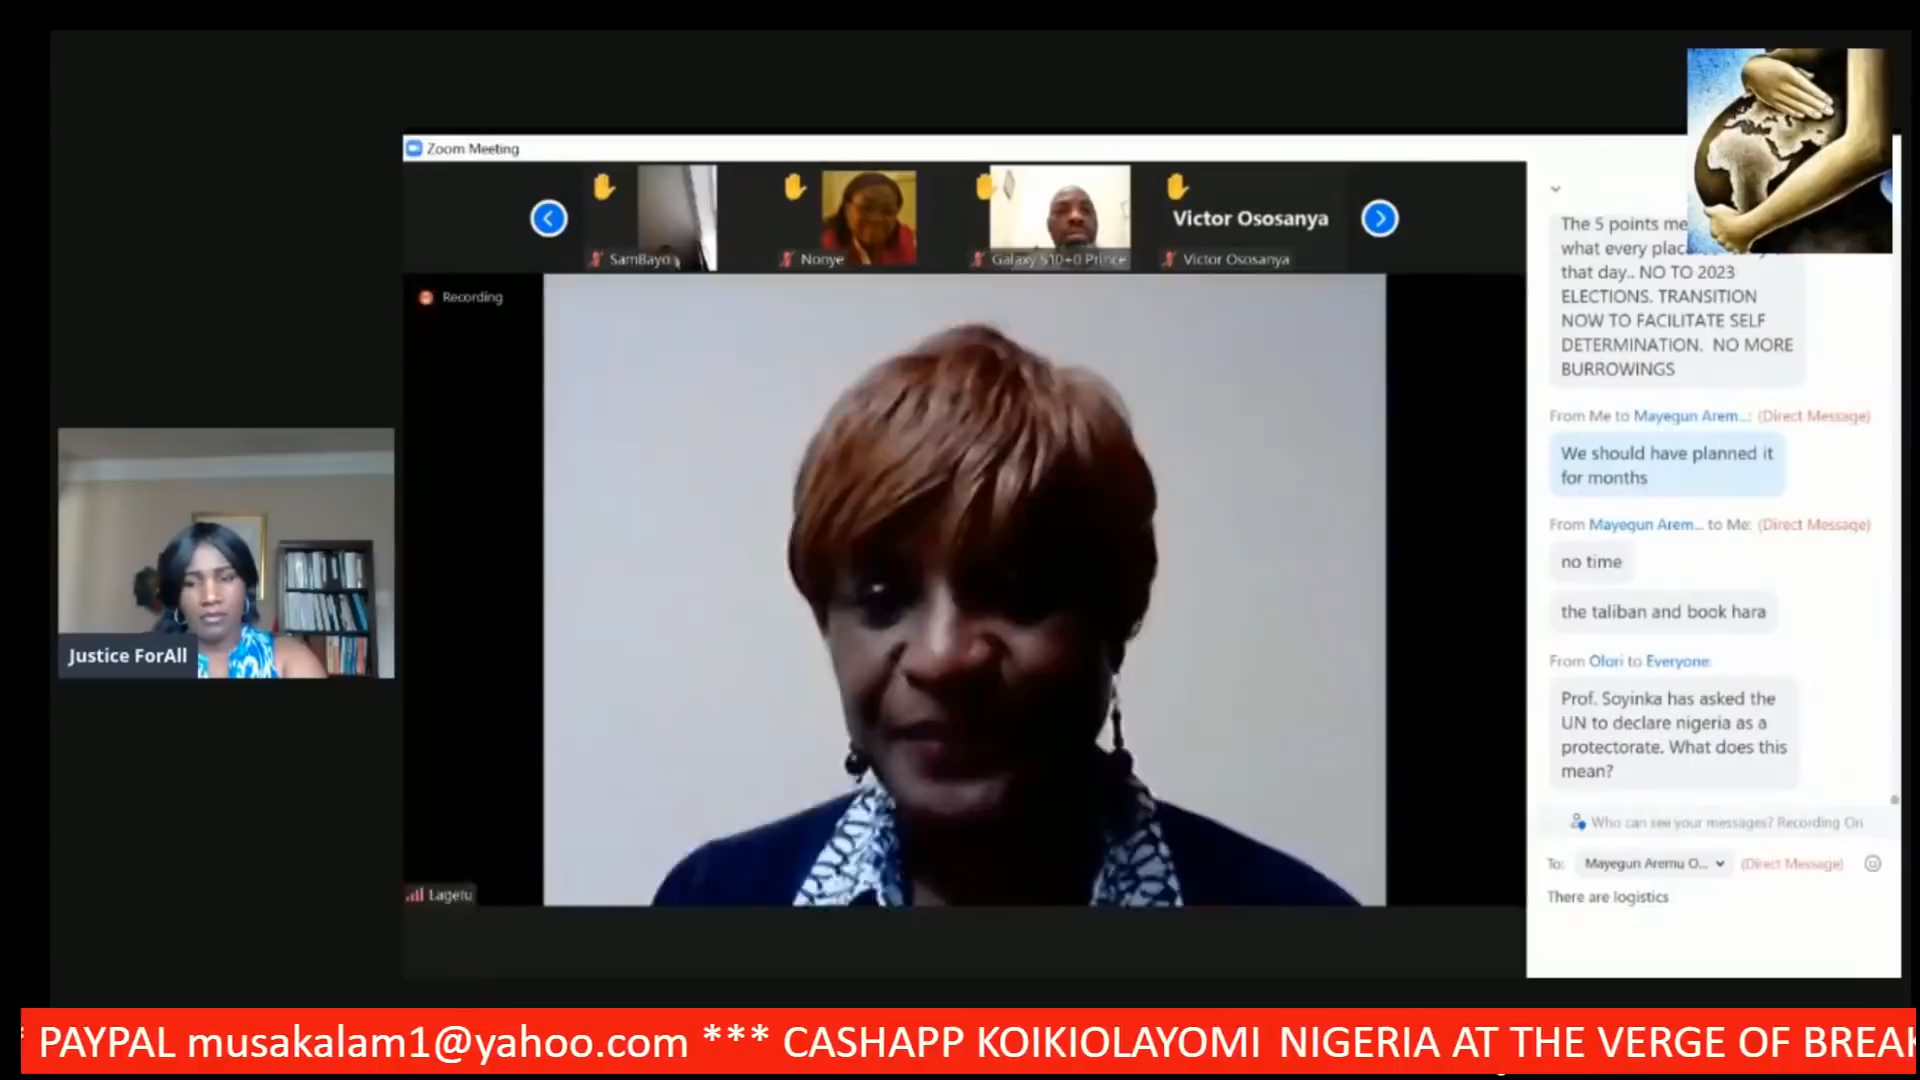 Zoom Meeting
SamBayo
Nonye
Galaxy S10+0 Prince
Victor Ososanya
Victor Ososanya
Recording
Justice ForAll
Lagetu
The 5 points me
what every plac
that day.. NO TO 2023
ELECTIONS. TRANSITION
NOW TO FACILITATE SELF
DETERMINATION. NO MORE
BURROWINGS
From Me to Mayegun Arem...: (Direct Message)
We should have planned it
for months
From Mayegun Arem... to Me: (Direct Message)
no time
the taliban and book hara
From Olori to Everyone:
Prof. Soyinka has asked the
UN to declare nigeria as a
protectorate. What does this
mean?
Who can see your messages? Recording On
To: Mayegun Aremu O... (Direct Message)
There are logistics
PAYPAL musakalam1@yahoo.com *** CASHAPP KOIKIOLAYOMI NIGERIA AT THE VERGE OF BREAK